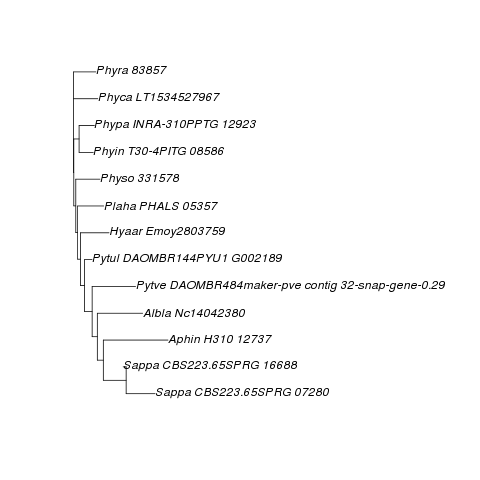 Phyra 83857
Phyca LT1534527967
Phypa INRA-310PPTG 12923
Phyin T30-4PITG 08586
Physo 331578
Plaha PHALS 05357
Hyaar Emoy2803759
Pytul DAOMBR144PYU1 G002189
Pytve DAOMBR484maker-pve contig 32-snap-gene-0.29
Albla Nc14042380
Aphin H310 12737
Sappa CBS223.65SPRG 16688
Sappa CBS223.65SPRG 07280